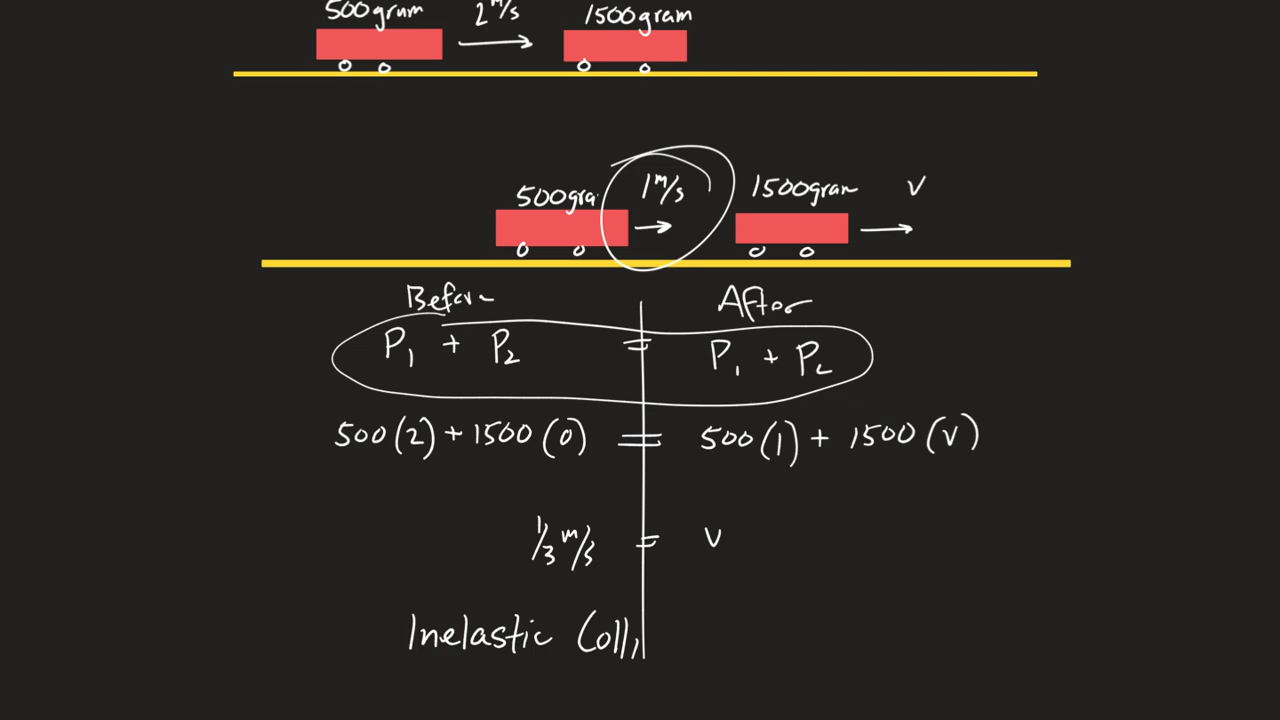 500gram 2 m/s 1500gram
500gra 1 m/s 1500gram v
Before After
P₁ + P₂ = P₁ + P₂
500(2) + 1500(0) = 500(1) + 1500(v)
1/3 m/s = v
Inelastic Colli